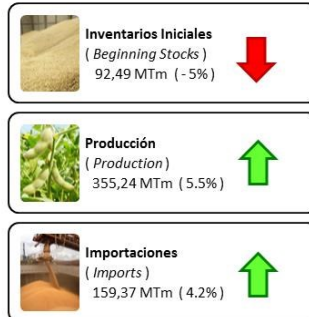 Inventarios Iniciales
( Beginning Stocks )
92,49 MTm ( - 5% )
Producción
( Production )
355,24 MTm ( 5.5% )
Importaciones
( Imports )
159,37 MTm ( 4.2% )